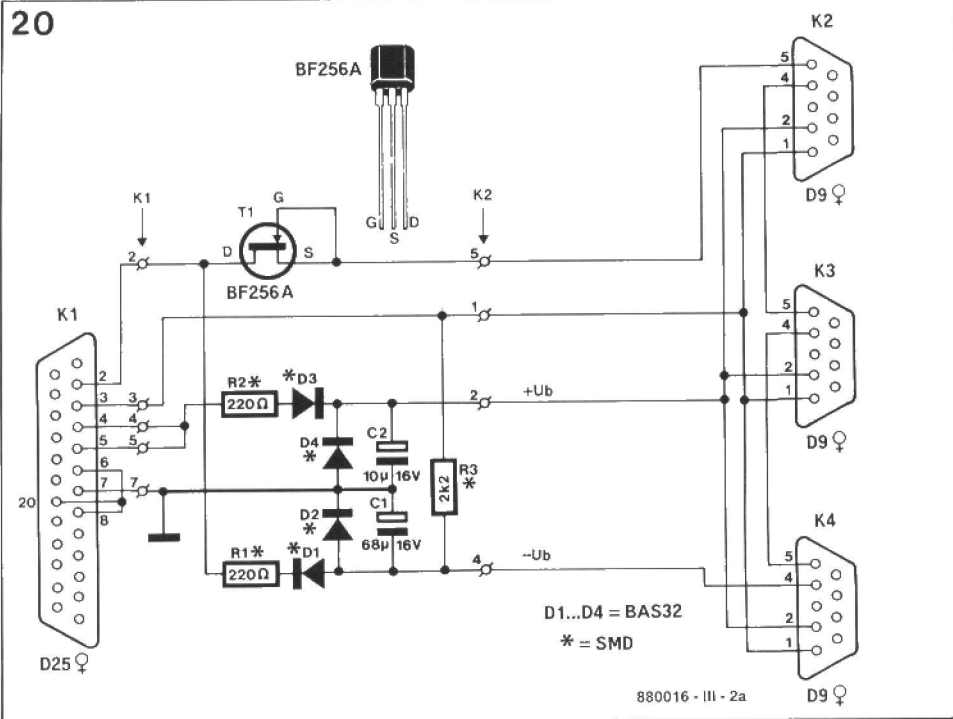 20
BF256A
G
S
D
K1
K2
T1
G
D
S
BF256A
2
5
1
K1
2
3
4
5
6
7
8
20
3
4
5
7
D25♀
R2*
220Ω
*D3
D4
*
C2
10µ 16V
D2
*
C1
68µ 16V
R1*
220Ω
*D1
R3
*
2k2
2
+Ub
4
--Ub
D1...D4 = BAS32
* = SMD
880016 - III - 2a
K2
5
4
2
1
D9♀
K3
5
4
2
1
D9♀
K4
5
4
2
1
D9♀